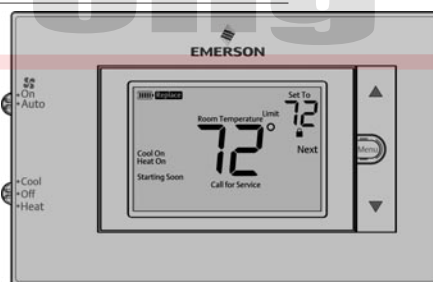 ong
EMERSON
On
Auto
Replace
Set To
72
Room Temperature
Limit
72°
Cool On
Heat On
Next
Menu
Starting Soon
Call for Service
Cool
Off
Heat